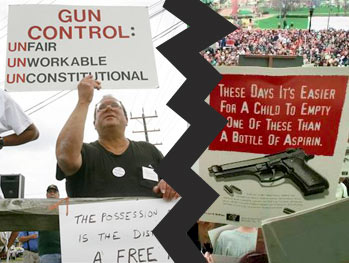 GUN
CONTROL:
UNFAIR
UNWORKABLE
UNCONSTITUTIONAL
THESE DAYS IT'S EASIER
FOR A CHILD TO EMPTY
ONE OF THESE THAN
A BOTTLE OF ASPIRIN.
THE POSSESSION
IS THE
A FREE